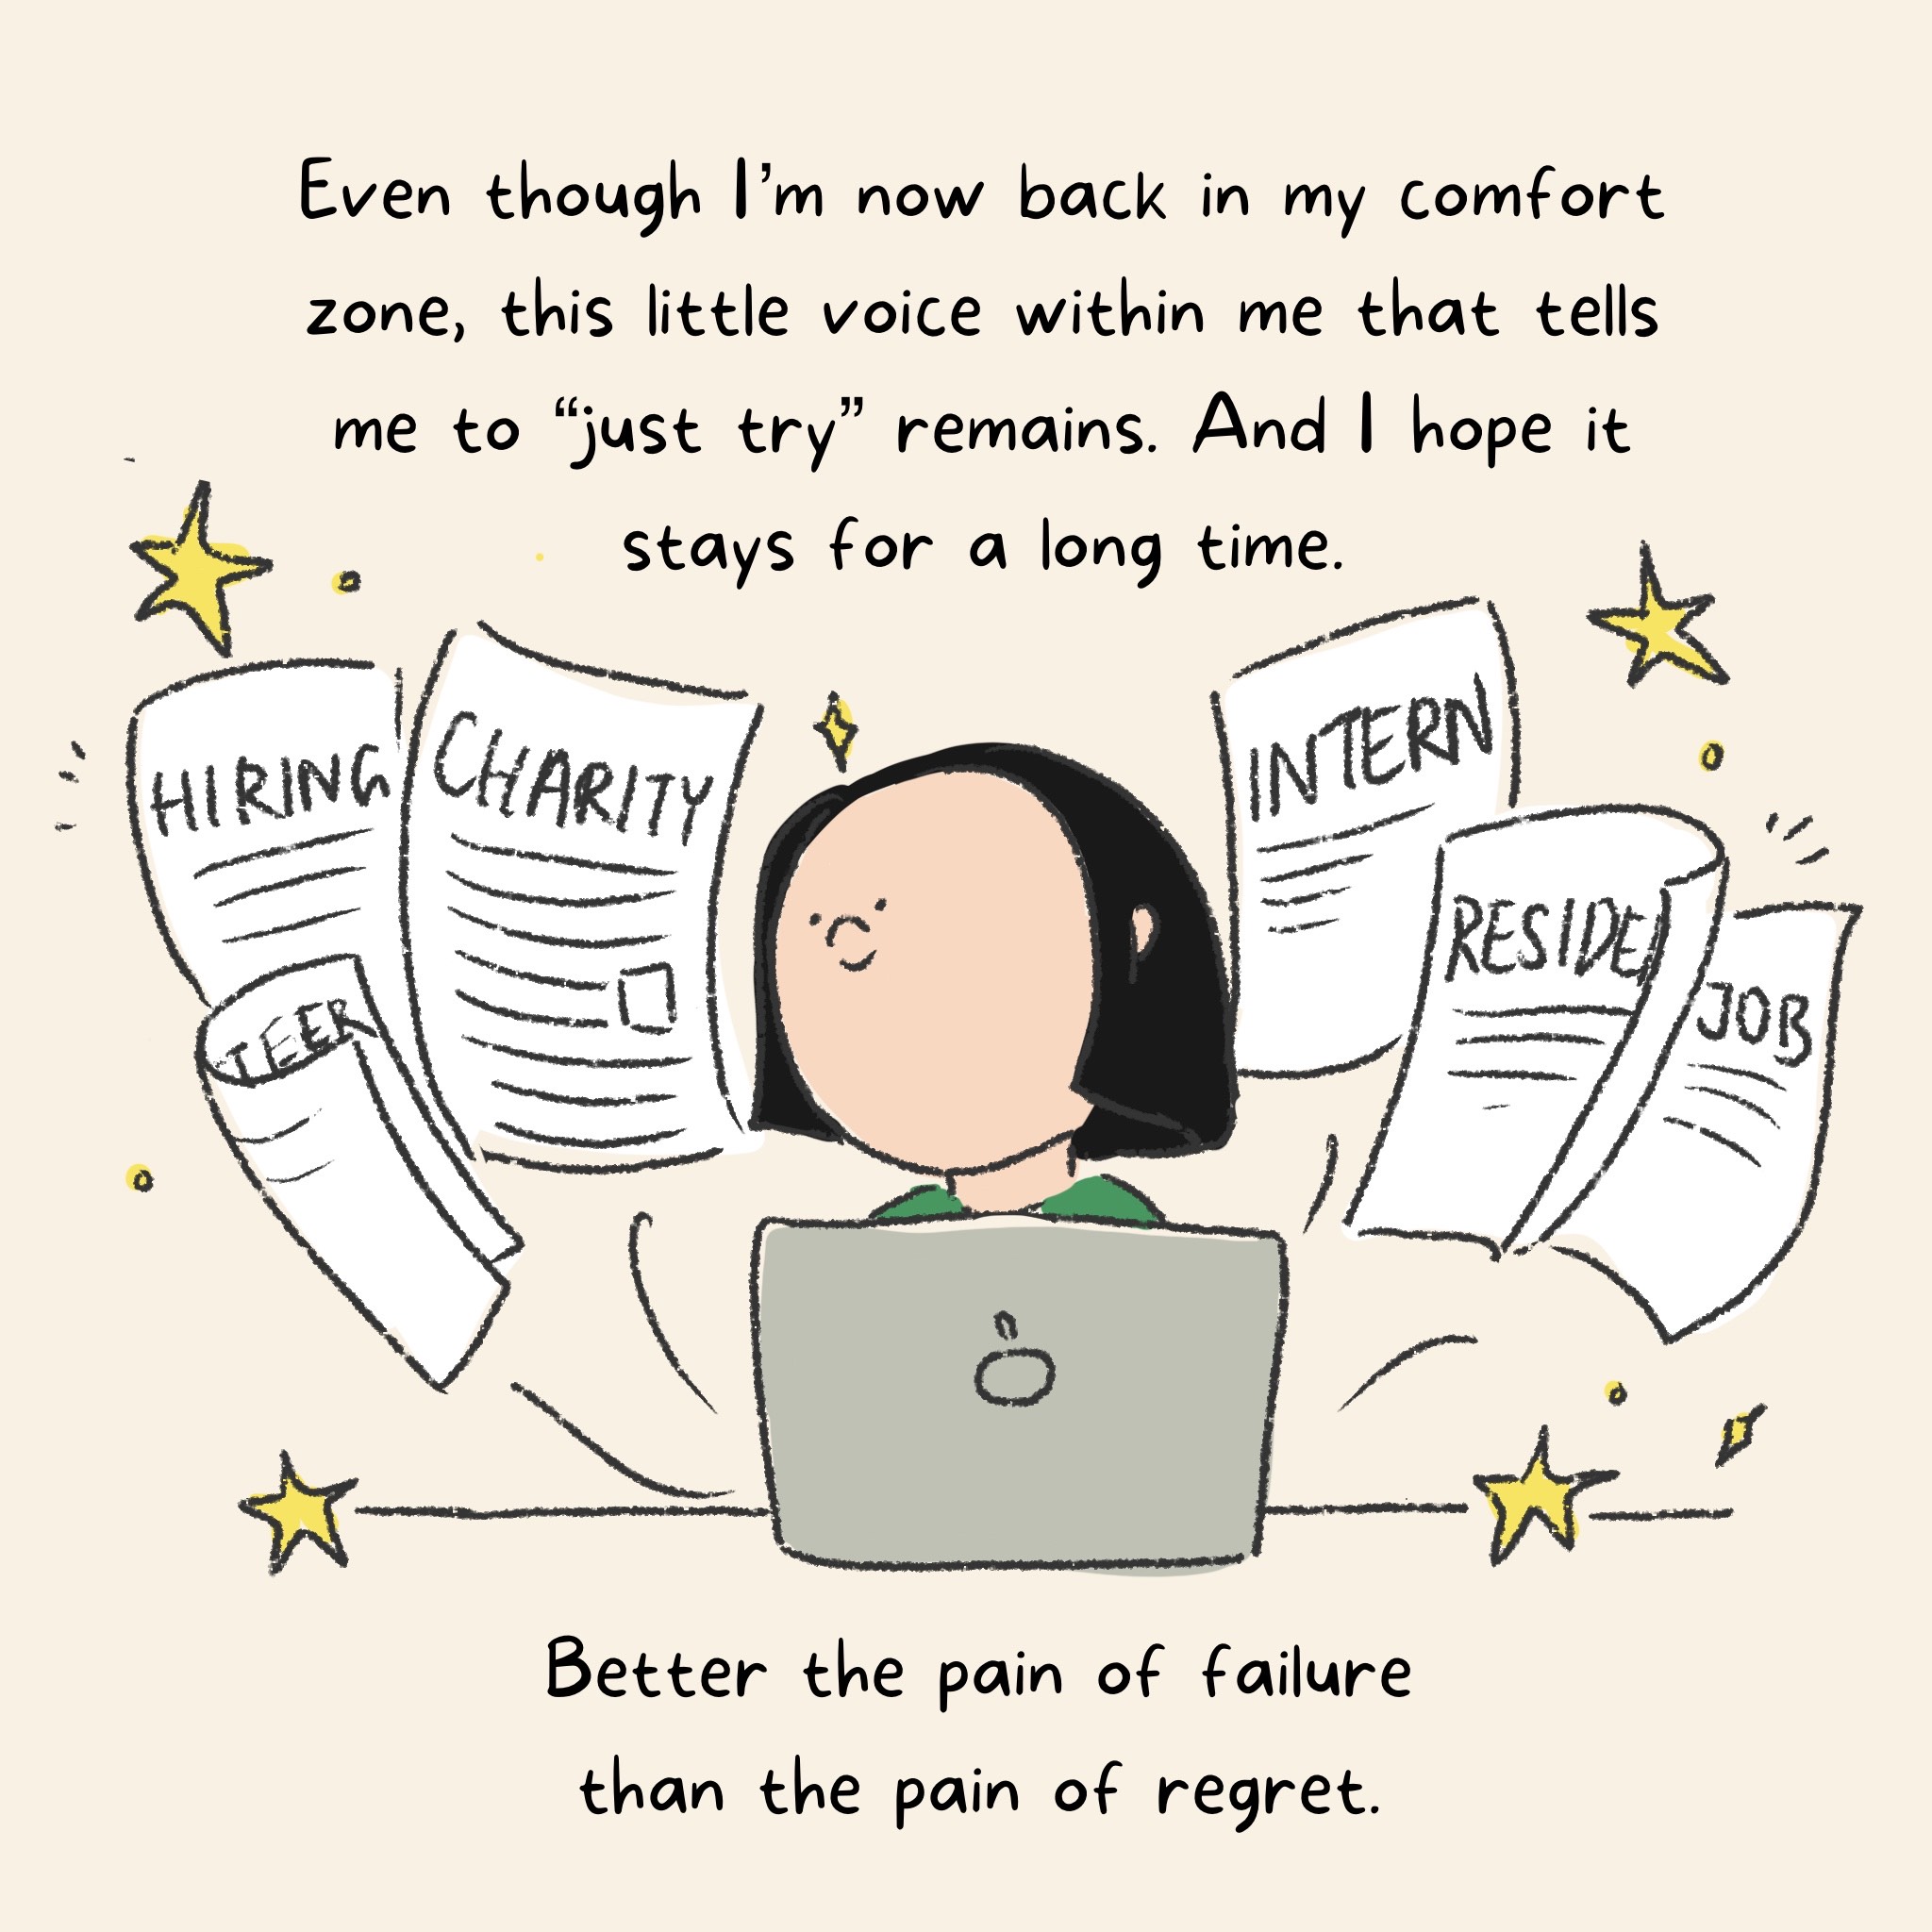 Even though I’m now back in my comfort
zone, this little voice within me that tells
me to “just try” remains. And I hope it
stays for a long time.
HIRING
CHARITY
TEER
INTERN
RESIDE
JOB
Better the pain of failure
than the pain of regret.